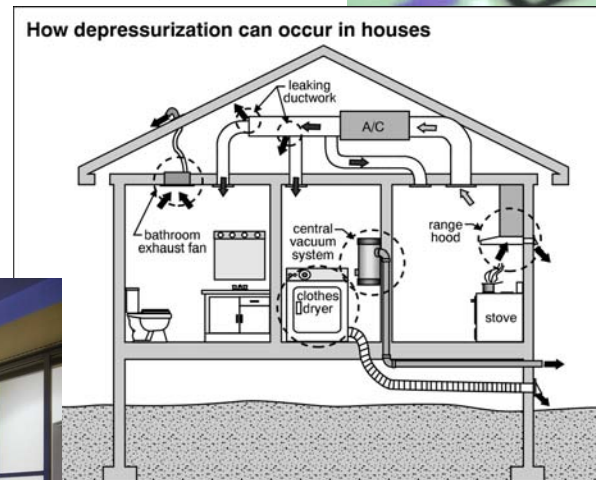 How depressurization can occur in houses
leaking
ductwork
A/C
bathroom
exhaust fan
central
vacuum
system
range
hood
clothes
dryer
stove